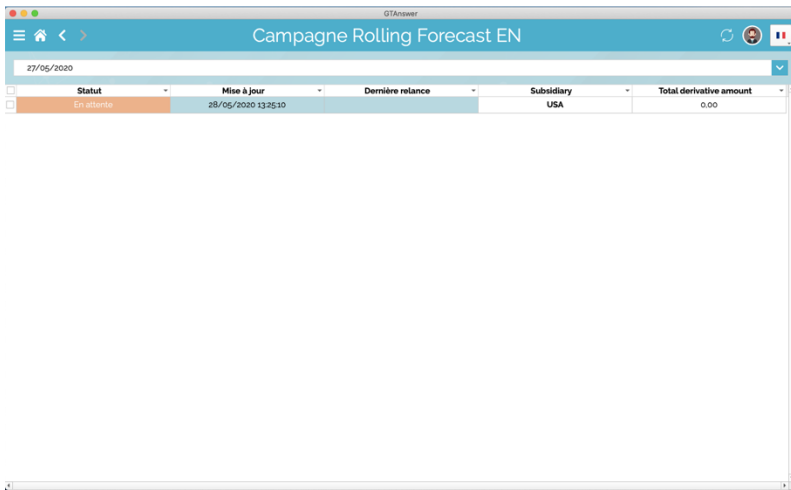 GTAnswer
Campagne Rolling Forecast EN
27/05/2020
Statut Mise à jour Dernière relance Subsidiary Total derivative amount
En attente 28/05/2020 13:25:10 USA 0.00